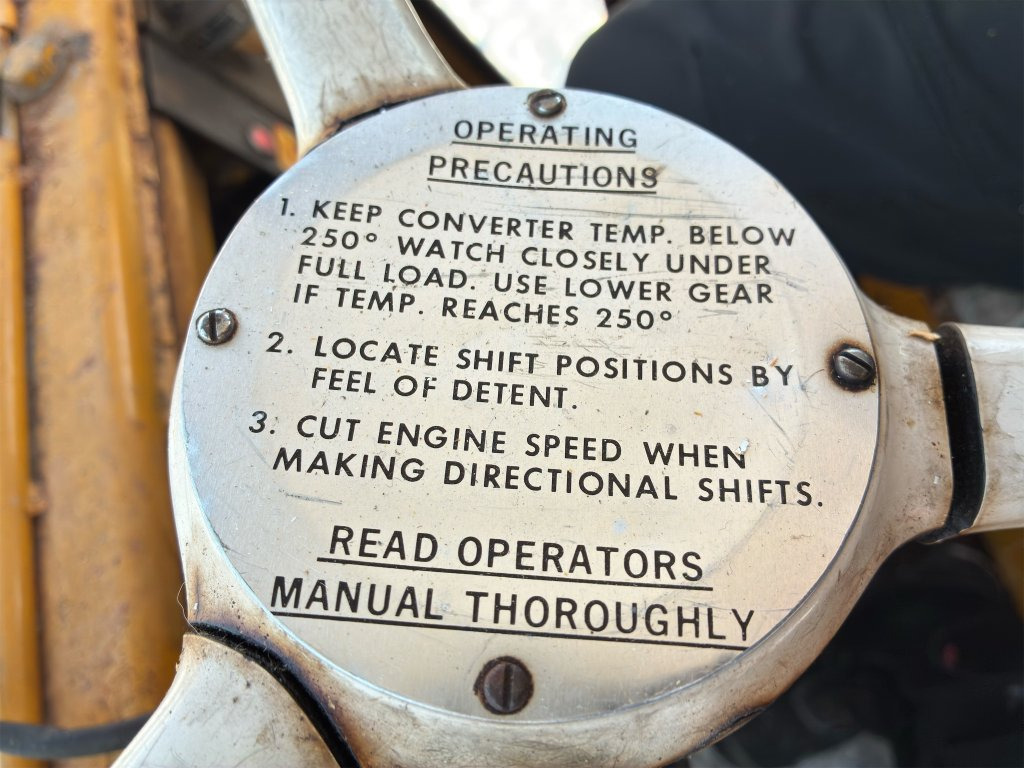 OPERATING
PRECAUTIONS
1. KEEP CONVERTER TEMP. BELOW
250° WATCH CLOSELY UNDER
FULL LOAD. USE LOWER GEAR
IF TEMP. REACHES 250°
2. LOCATE SHIFT POSITIONS BY
FEEL OF DETENT.
3. CUT ENGINE SPEED WHEN
MAKING DIRECTIONAL SHIFTS.
READ OPERATORS
MANUAL THOROUGHLY